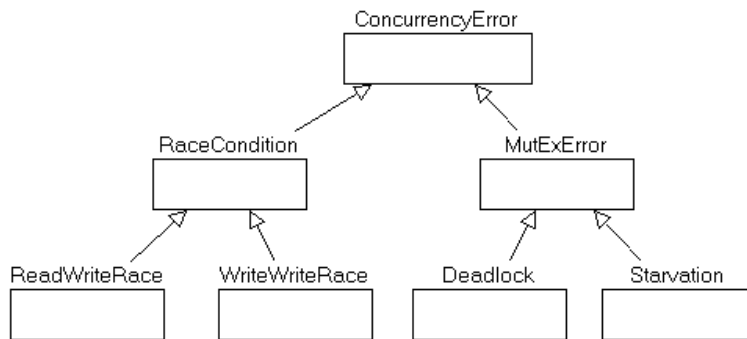 ConcurrencyError
RaceCondition
MutExError
ReadWriteRace
WriteWriteRace
Deadlock
Starvation